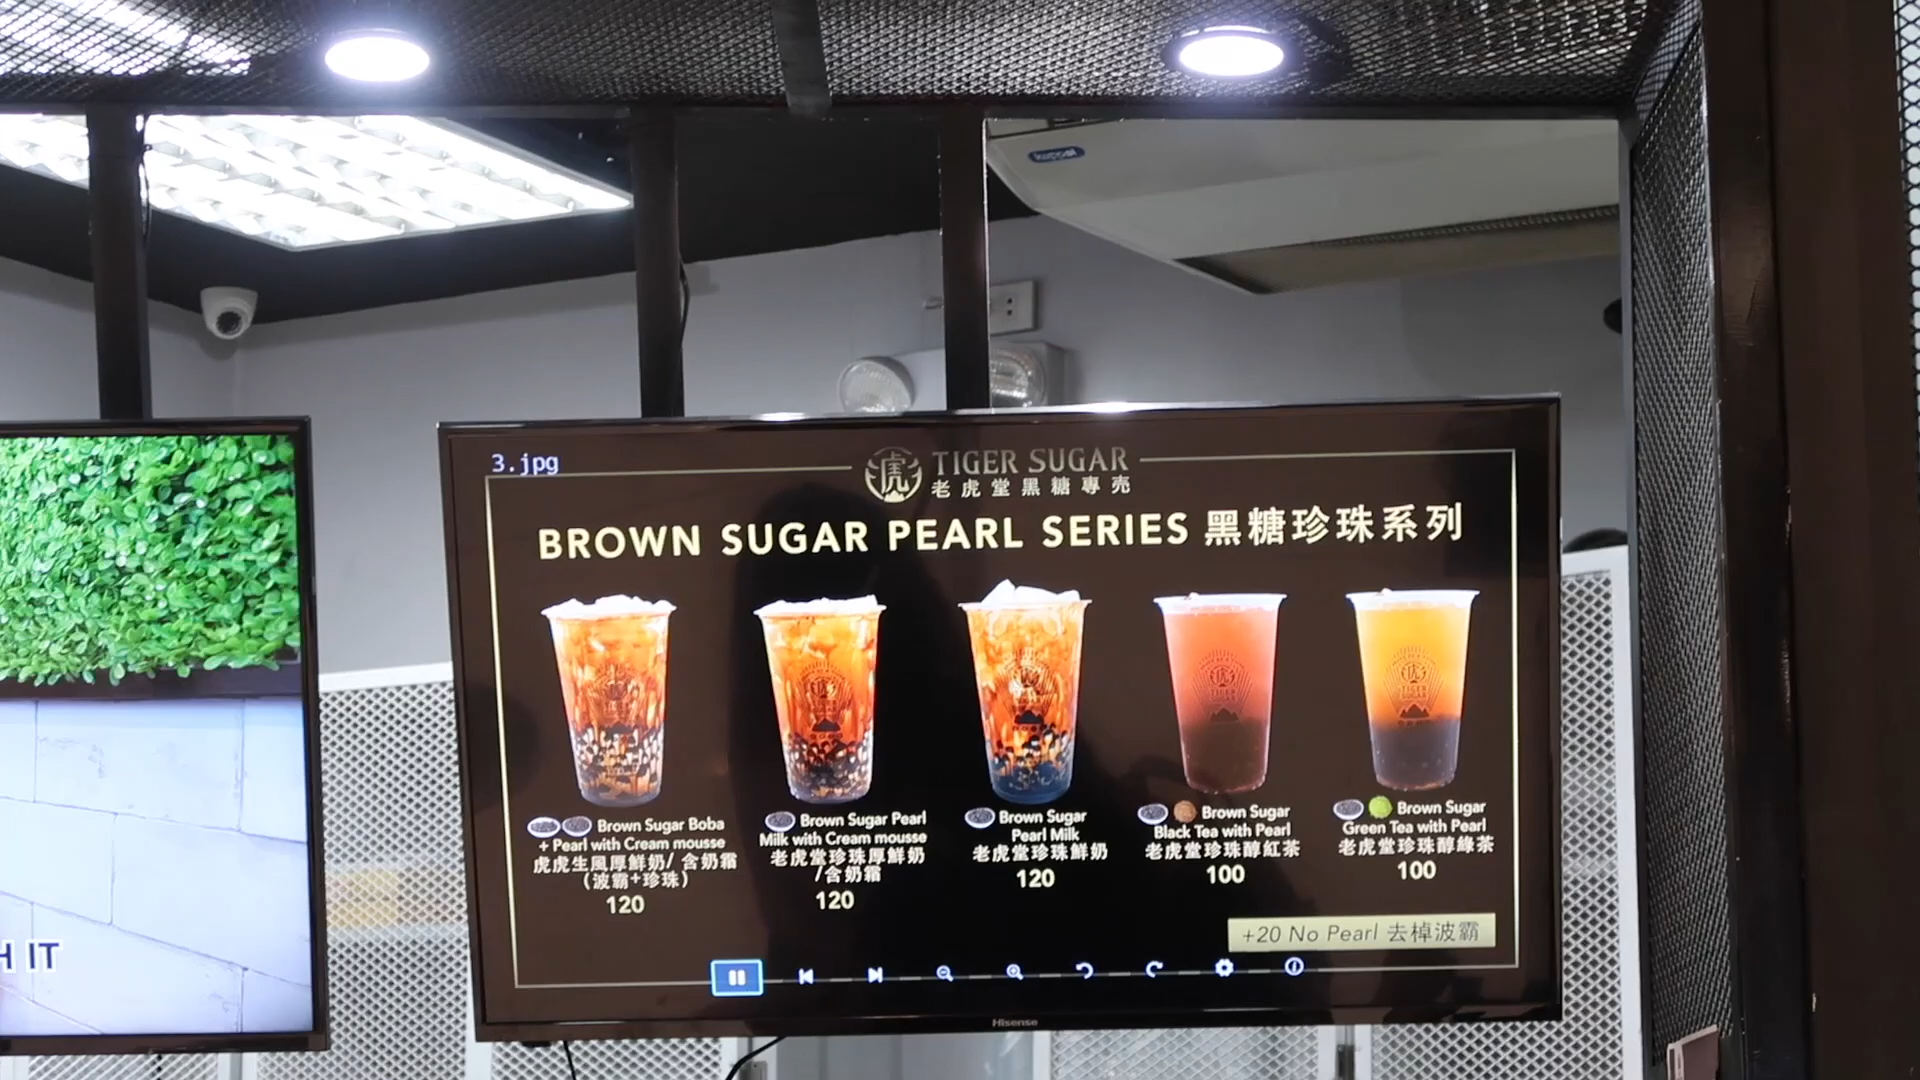 kuppel
3.jpg
TIGER SUGAR
老虎堂黑糖專売
BROWN SUGAR PEARL SERIES 黑糖珍珠系列
Brown Sugar Boba
+ Pearl with Cream mousse
虎虎生風厚鮮奶/ 含奶霜
(波霸+珍珠)
120
Brown Sugar Pearl
Milk with Cream mousse
老虎堂珍珠厚鮮奶
/含奶霜
120
Brown Sugar
Pearl Milk
老虎堂珍珠鮮奶
120
Brown Sugar
Black Tea with Pearl
老虎堂珍珠醇紅茶
100
Brown Sugar
Green Tea with Pearl
老虎堂珍珠醇綠茶
100
+20 No Pearl 去掉波霸
H IT
Hisense